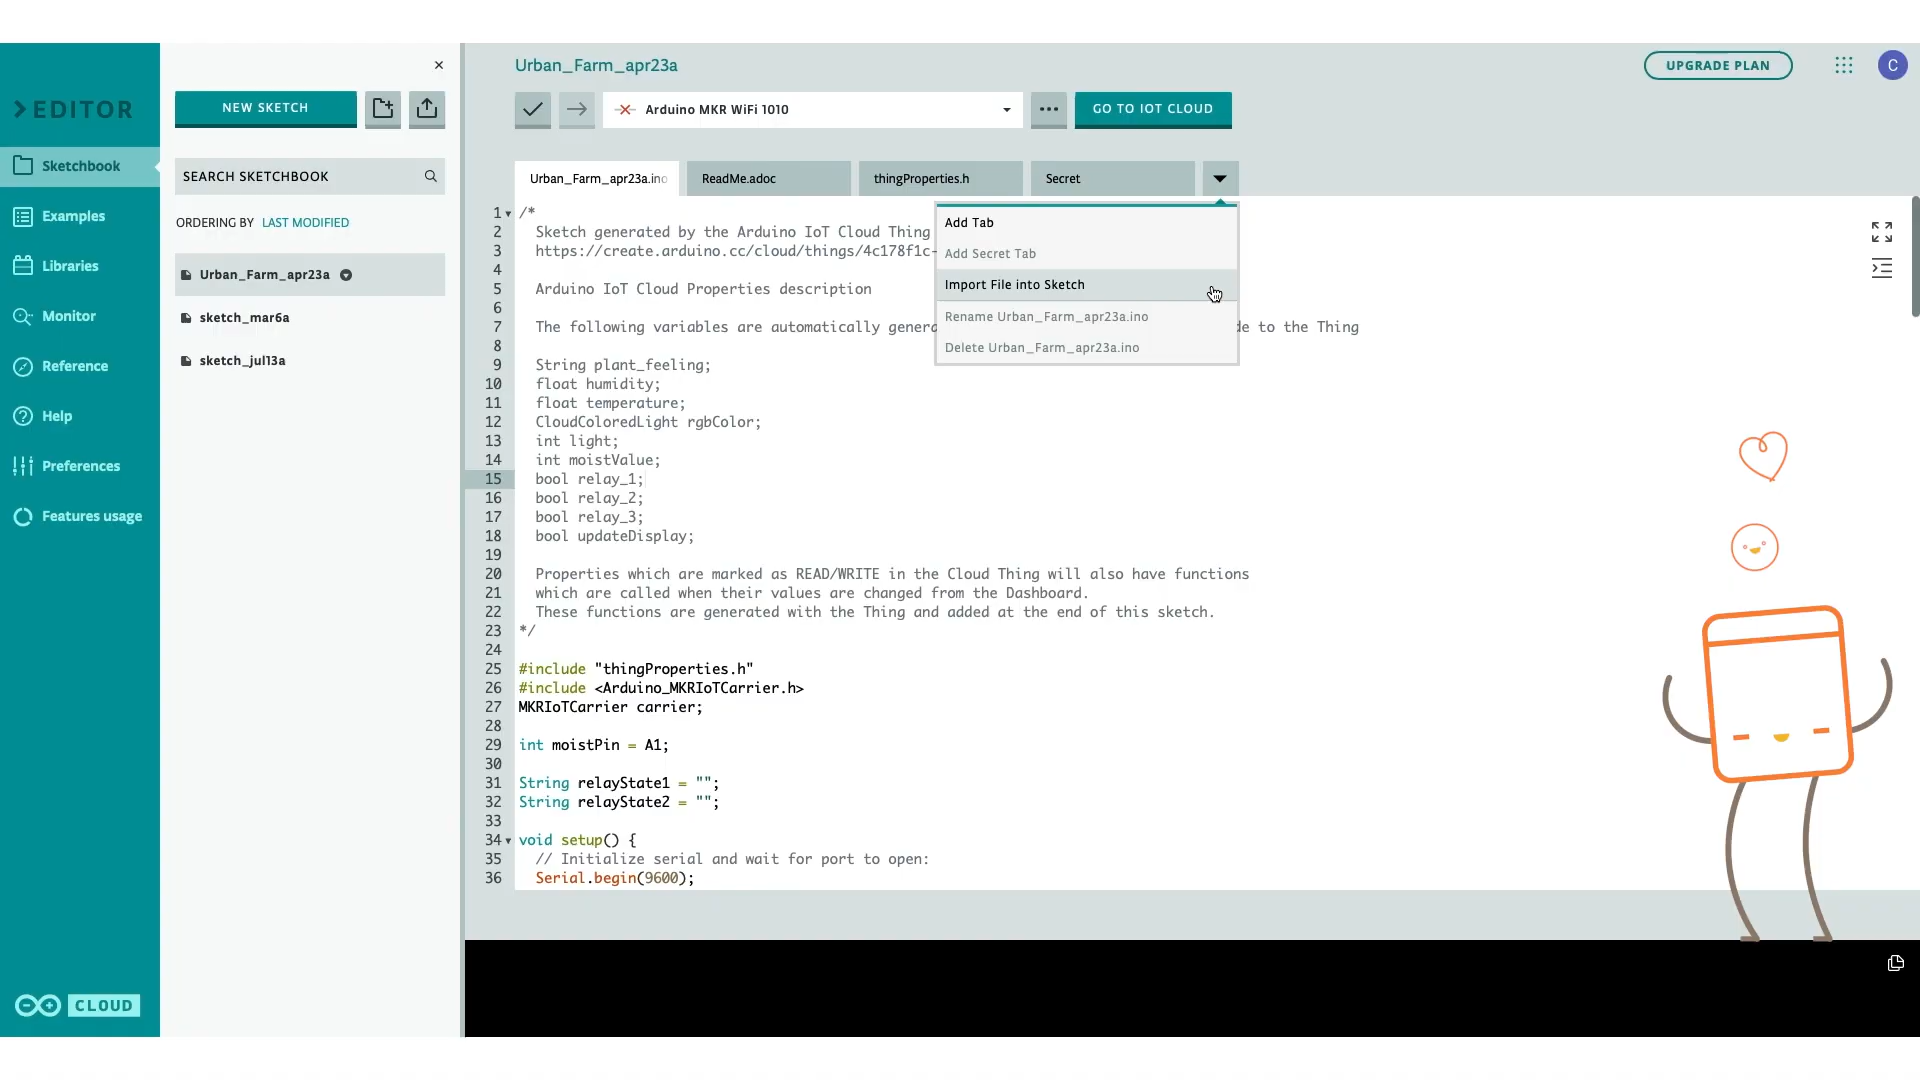 EDITOR
Sketchbook
Examples
Libraries
Monitor
Reference
Help
Preferences
Features usage
CLOUD
×
NEW SKETCH
SEARCH SKETCHBOOK
ORDERING BY LAST MODIFIED
Urban_Farm_apr23a
sketch_mar6a
sketch_jul13a
Urban_Farm_apr23a
UPGRADE PLAN
C
Arduino MKR WiFi 1010
GO TO IOT CLOUD
Urban_Farm_apr23a.ino
ReadMe.adoc
thingProperties.h
Secret
Add Tab
Add Secret Tab
Import File into Sketch
Rename Urban_Farm_apr23a.ino
Delete Urban_Farm_apr23a.ino
1 /*
2 Sketch generated by the Arduino IoT Cloud Thing
3 https://create.arduino.cc/cloud/things/4c178f1c-
4
5 Arduino IoT Cloud Properties description
6
7 The following variables are automatically genera de to the Thing
8
9 String plant_feeling;
10 float humidity;
11 float temperature;
12 CloudColoredLight rgbColor;
13 int light;
14 int moistValue;
15 bool relay_1;
16 bool relay_2;
17 bool relay_3;
18 bool updateDisplay;
19
20 Properties which are marked as READ/WRITE in the Cloud Thing will also have functions
21 which are called when their values are changed from the Dashboard.
22 These functions are generated with the Thing and added at the end of this sketch.
23 */
24
25 #include "thingProperties.h"
26 #include <Arduino_MKRIoTCarrier.h>
27 MKRIoTCarrier carrier;
28
29 int moistPin = A1;
30
31 String relayState1 = "";
32 String relayState2 = "";
33
34 void setup() {
35 // Initialize serial and wait for port to open:
36 Serial.begin(9600);